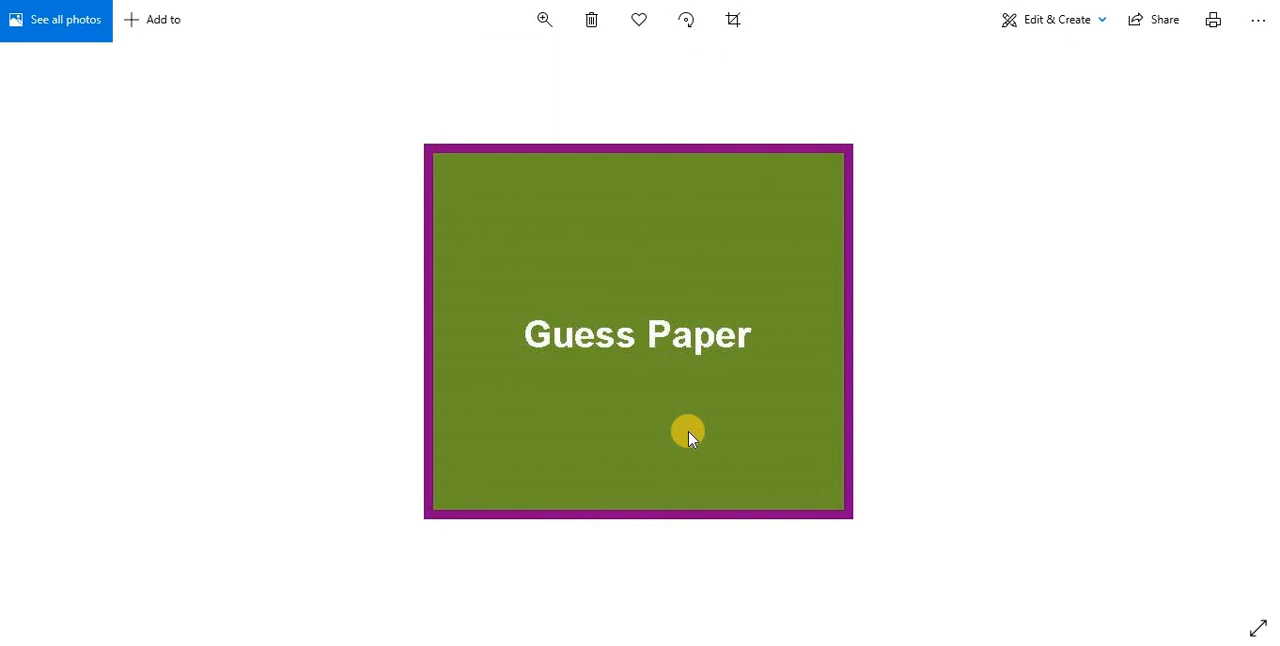 See all photos
Add to
Edit & Create
Share
Guess Paper